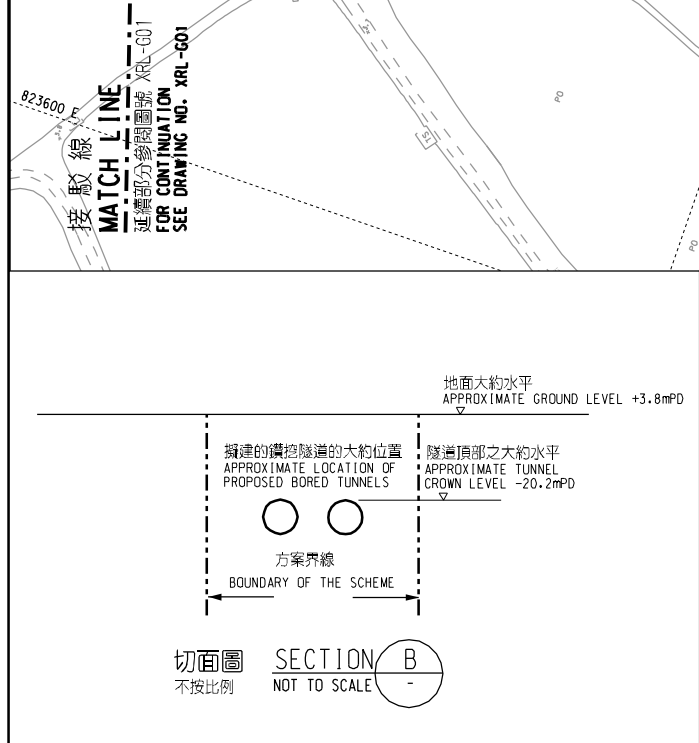 823600 E
接駁線
MATCH LINE
延續部分參閱圖號 XRL-G01
FOR CONTINUATION
SEE DRAWING NO. XRL-G01
TS
PO
PO
地面大約水平
APPROXIMATE GROUND LEVEL +3.8mPD
擬建的鑽挖隧道的大約位置
APPROXIMATE LOCATION OF
PROPOSED BORED TUNNELS
隧道頂部之大約水平
APPROXIMATE TUNNEL
CROWN LEVEL -20.2mPD
方案界線
BOUNDARY OF THE SCHEME
切面圖 SECTION B
不按比例 NOT TO SCALE -